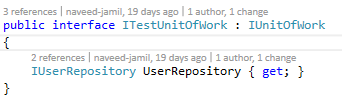 3 references | naveed-jamil, 19 days ago | 1 author, 1 change
public interface ITestUnitOfWork : IUnitOfWork
{
2 references | naveed-jamil, 19 days ago | 1 author, 1 change
IUserRepository UserRepository { get; }
}